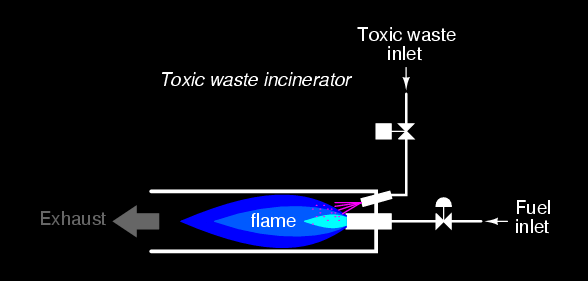 Toxic waste
inlet
Toxic waste incinerator
Exhaust
flame
Fuel
inlet